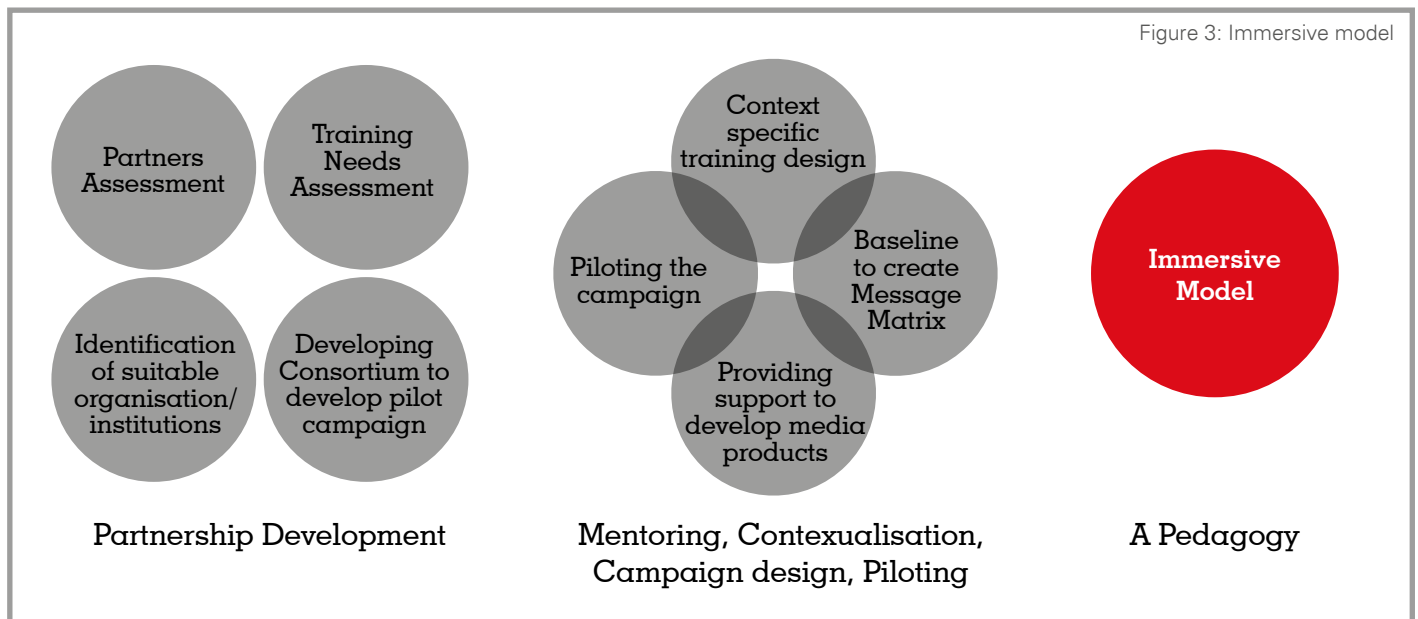 Figure 3: Immersive model
Partners
Assessment
Training
Needs
Assessment
Identification
of suitable
organisation/
institutions
Developing
Consortium to
develop pilot
campaign
Partnership Development
Context
specific
training design
Piloting the
campaign
Baseline
to create
Message
Matrix
Providing
support to
develop media
products
Mentoring, Contexualisation,
Campaign design, Piloting
Immersive
Model
A Pedagogy